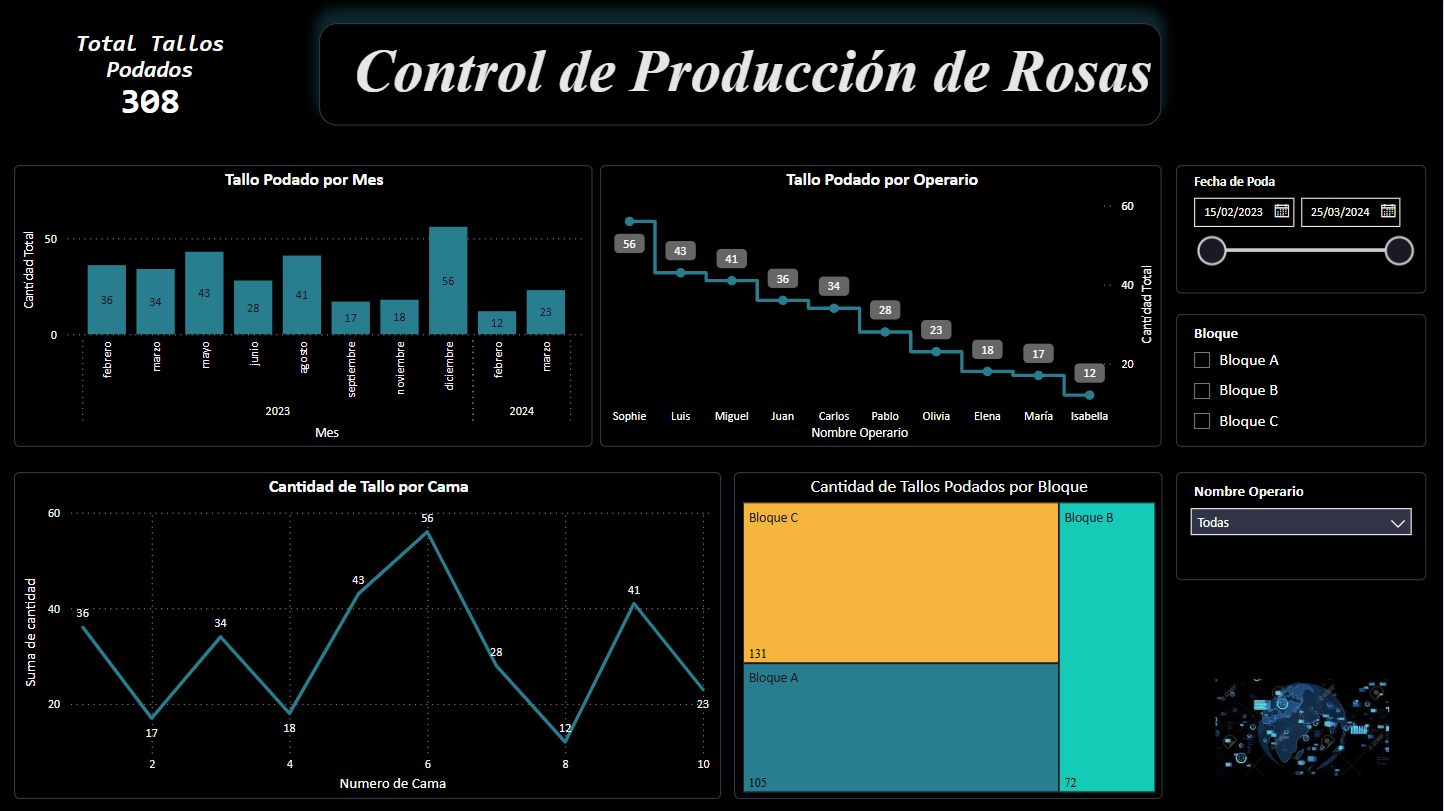 Total Tallos
Podados
308
Control de Producción de Rosas
Tallo Podado por Mes
Cantidad Total
50
0
36
34
43
28
41
17
18
56
12
23
febrero
marzo
mayo
junio
agosto
septiembre
noviembre
diciembre
febrero
marzo
2023
2024
Mes
Tallo Podado por Operario
60
40
20
Cantidad Total
56
43
41
36
34
28
23
18
17
12
Sophie
Luis
Miguel
Juan
Carlos
Pablo
Olivia
Elena
María
Isabella
Nombre Operario
Fecha de Poda
15/02/2023
25/03/2024
Bloque
Bloque A
Bloque B
Bloque C
Cantidad de Tallo por Cama
Suma de cantidad
60
40
20
36
17
34
18
43
56
28
12
41
23
2
4
6
8
10
Numero de Cama
Cantidad de Tallos Podados por Bloque
Bloque C
131
Bloque A
105
Bloque B
72
Nombre Operario
Todas